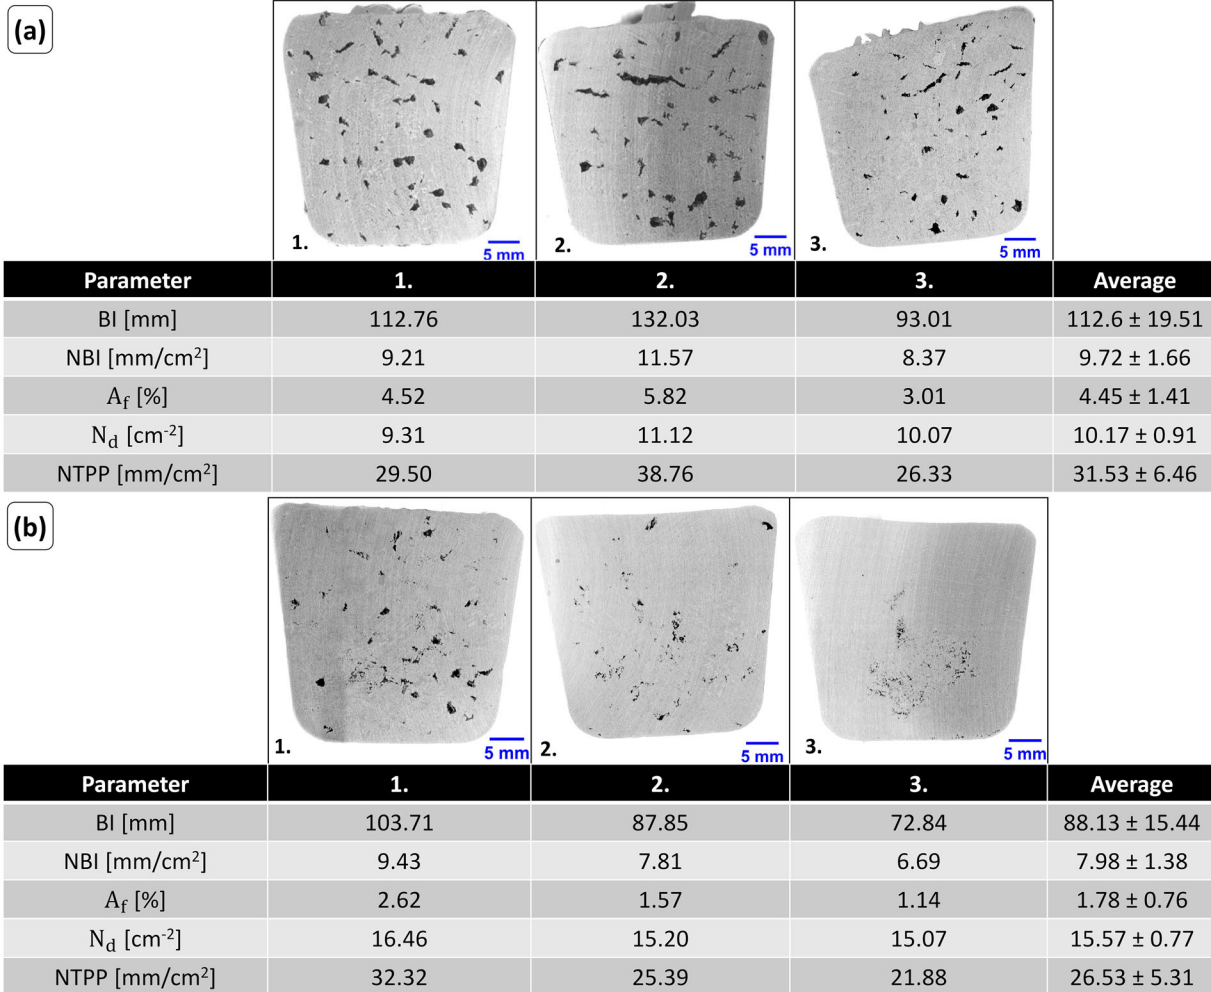 (a)
1. 5 mm 2. 5 mm 3. 5 mm
Parameter 1. 2. 3. Average
BI [mm] 112.76 132.03 93.01 112.6 ± 19.51
NBI [mm/cm²] 9.21 11.57 8.37 9.72 ± 1.66
A_f [%] 4.52 5.82 3.01 4.45 ± 1.41
N_d [cm⁻²] 9.31 11.12 10.07 10.17 ± 0.91
NTPP [mm/cm²] 29.50 38.76 26.33 31.53 ± 6.46
(b)
1. 5 mm 2. 5 mm 3. 5 mm
Parameter 1. 2. 3. Average
BI [mm] 103.71 87.85 72.84 88.13 ± 15.44
NBI [mm/cm²] 9.43 7.81 6.69 7.98 ± 1.38
A_f [%] 2.62 1.57 1.14 1.78 ± 0.76
N_d [cm⁻²] 16.46 15.20 15.07 15.57 ± 0.77
NTPP [mm/cm²] 32.32 25.39 21.88 26.53 ± 5.31